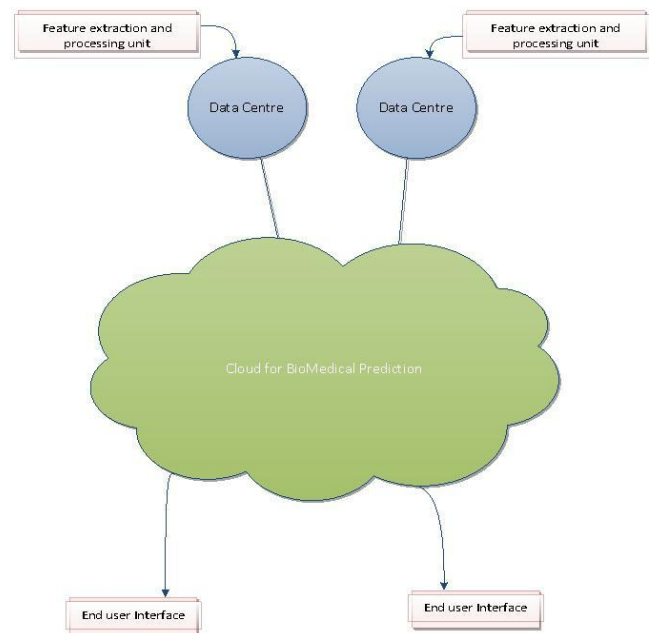 Feature extraction and
processing unit
Feature extraction and
processing unit
Data Centre
Data Centre
Cloud for BioMedical Prediction
End user Interface
End user Interface